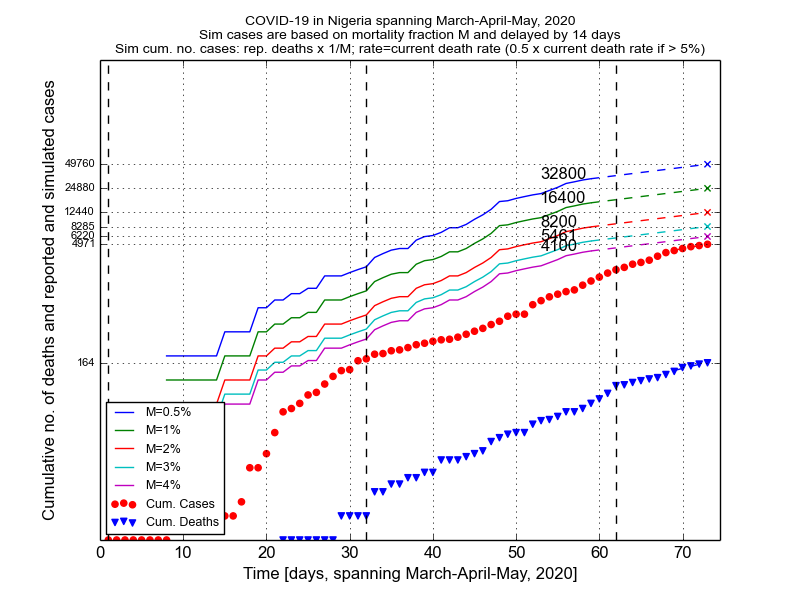 COVID-19 in Nigeria spanning March-April-May, 2020
Sim cases are based on mortality fraction M and delayed by 14 days
Sim cum. no. cases: rep. deaths x 1/M; rate=current death rate (0.5 x current death rate if > 5%)
Cumulative no. of deaths and reported and simulated cases
49760
24880
12440
8285
6220
4971
164
32800
16400
8200
5461
4100
M=0.5%
M=1%
M=2%
M=3%
M=4%
Cum. Cases
Cum. Deaths
0 10 20 30 40 50 60 70
Time [days, spanning March-April-May, 2020]